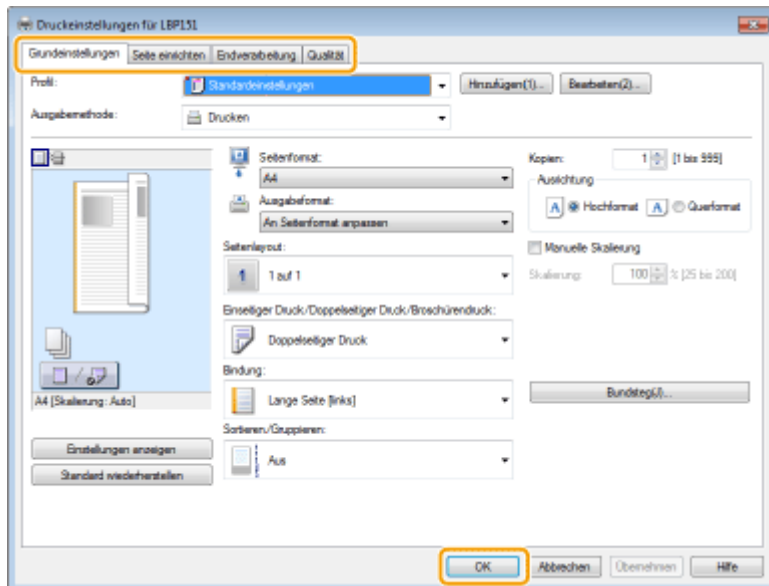 Druckeinstellungen für LBP151
Grundeinstellungen Seite einrichten Endverarbeitung Qualität
Profil: Standardeinstellungen Hinzufügen(1)... Bearbeiten(2)...
Ausgabemethode: Drucken
Seitenformat: Kopien: 1 [1 bis 999]
A4 Ausrichtung
Ausgabeformat: A Hochformat A Querformat
An Seitenformat anpassen
Seitenlayout: Manuelle Skalierung
1 1 auf 1 Skalierung: 100 % [25 bis 200]
Einseitiger Druck/Doppelseitiger Druck/Broschürendruck:
Doppelseitiger Druck
Bindung:
A4 [Skalierung: Auto] Lange Seite [links] Bundsteg(J)...
Sortieren/Gruppieren:
Einstellungen anzeigen Aus
Standard wiederherstellen
OK Abbrechen Übernehmen Hilfe